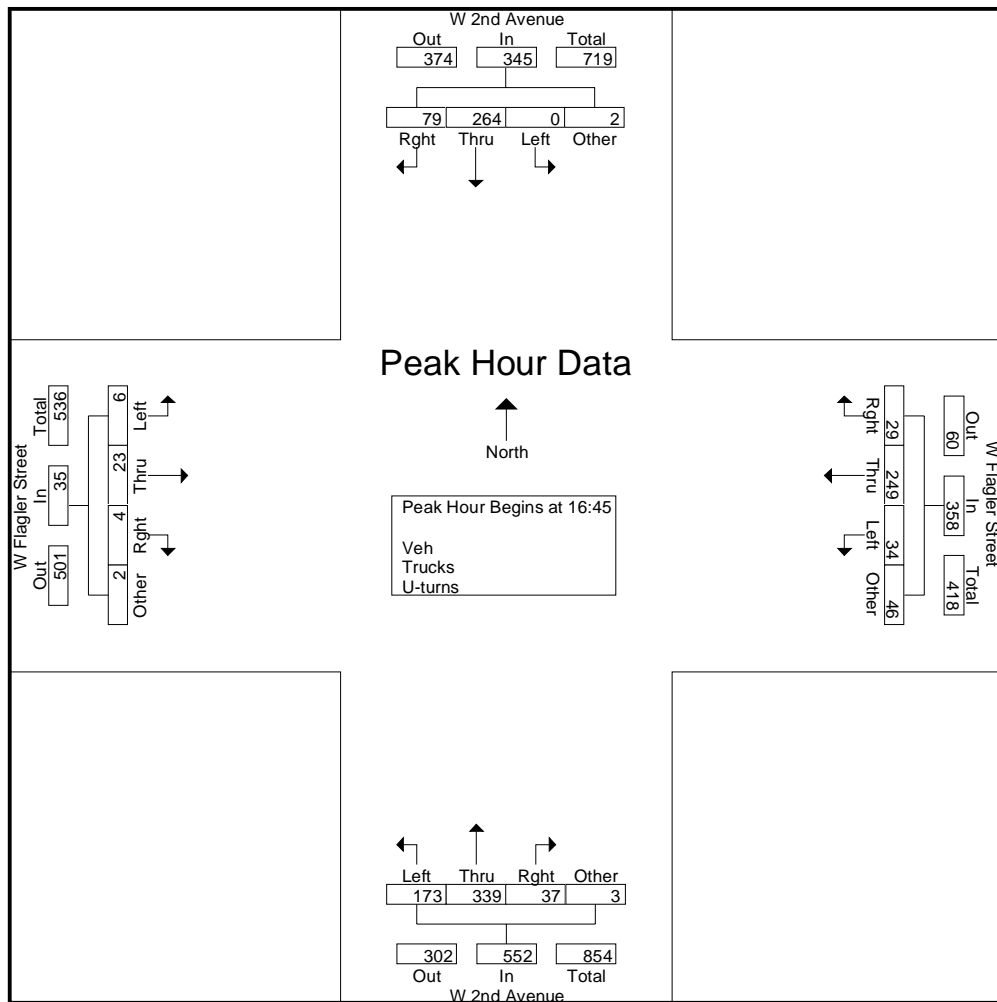 W 2nd Avenue
Out In Total
374 345 719
79 264 0 2
Rght Thru Left Other
Peak Hour Data
North
Peak Hour Begins at 16:45
Veh
Trucks
U-turns
W Flagler Street
Out In Total
501 35 536
Other Rght Thru Left
2 4 23 6
W Flagler Street
Out In Total
60 358 418
29 249 34 46
Rght Thru Left Other
Left Thru Rght Other
173 339 37 3
302 552 854
Out In Total
W 2nd Avenue